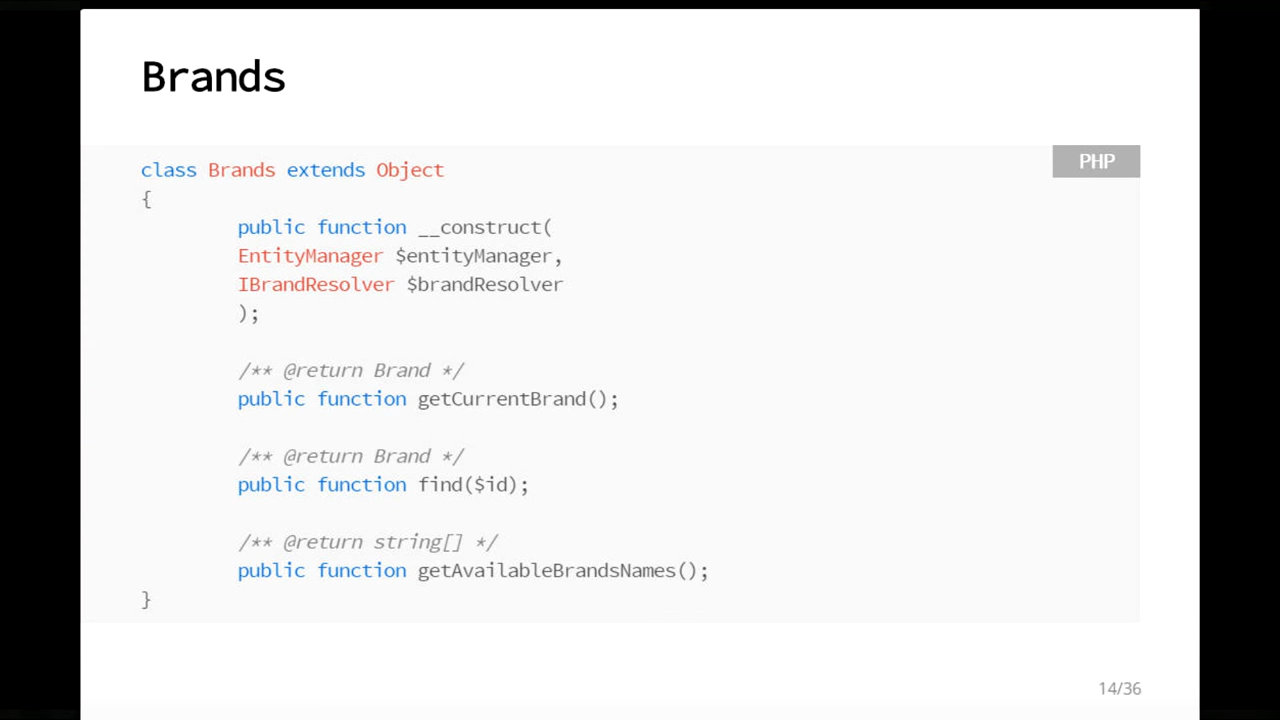 Brands
PHP
class Brands extends Object
{
public function __construct(
EntityManager $entityManager,
IBrandResolver $brandResolver
);
/** @return Brand */
public function getCurrentBrand();
/** @return Brand */
public function find($id);
/** @return string[] */
public function getAvailableBrandsNames();
}
14/36